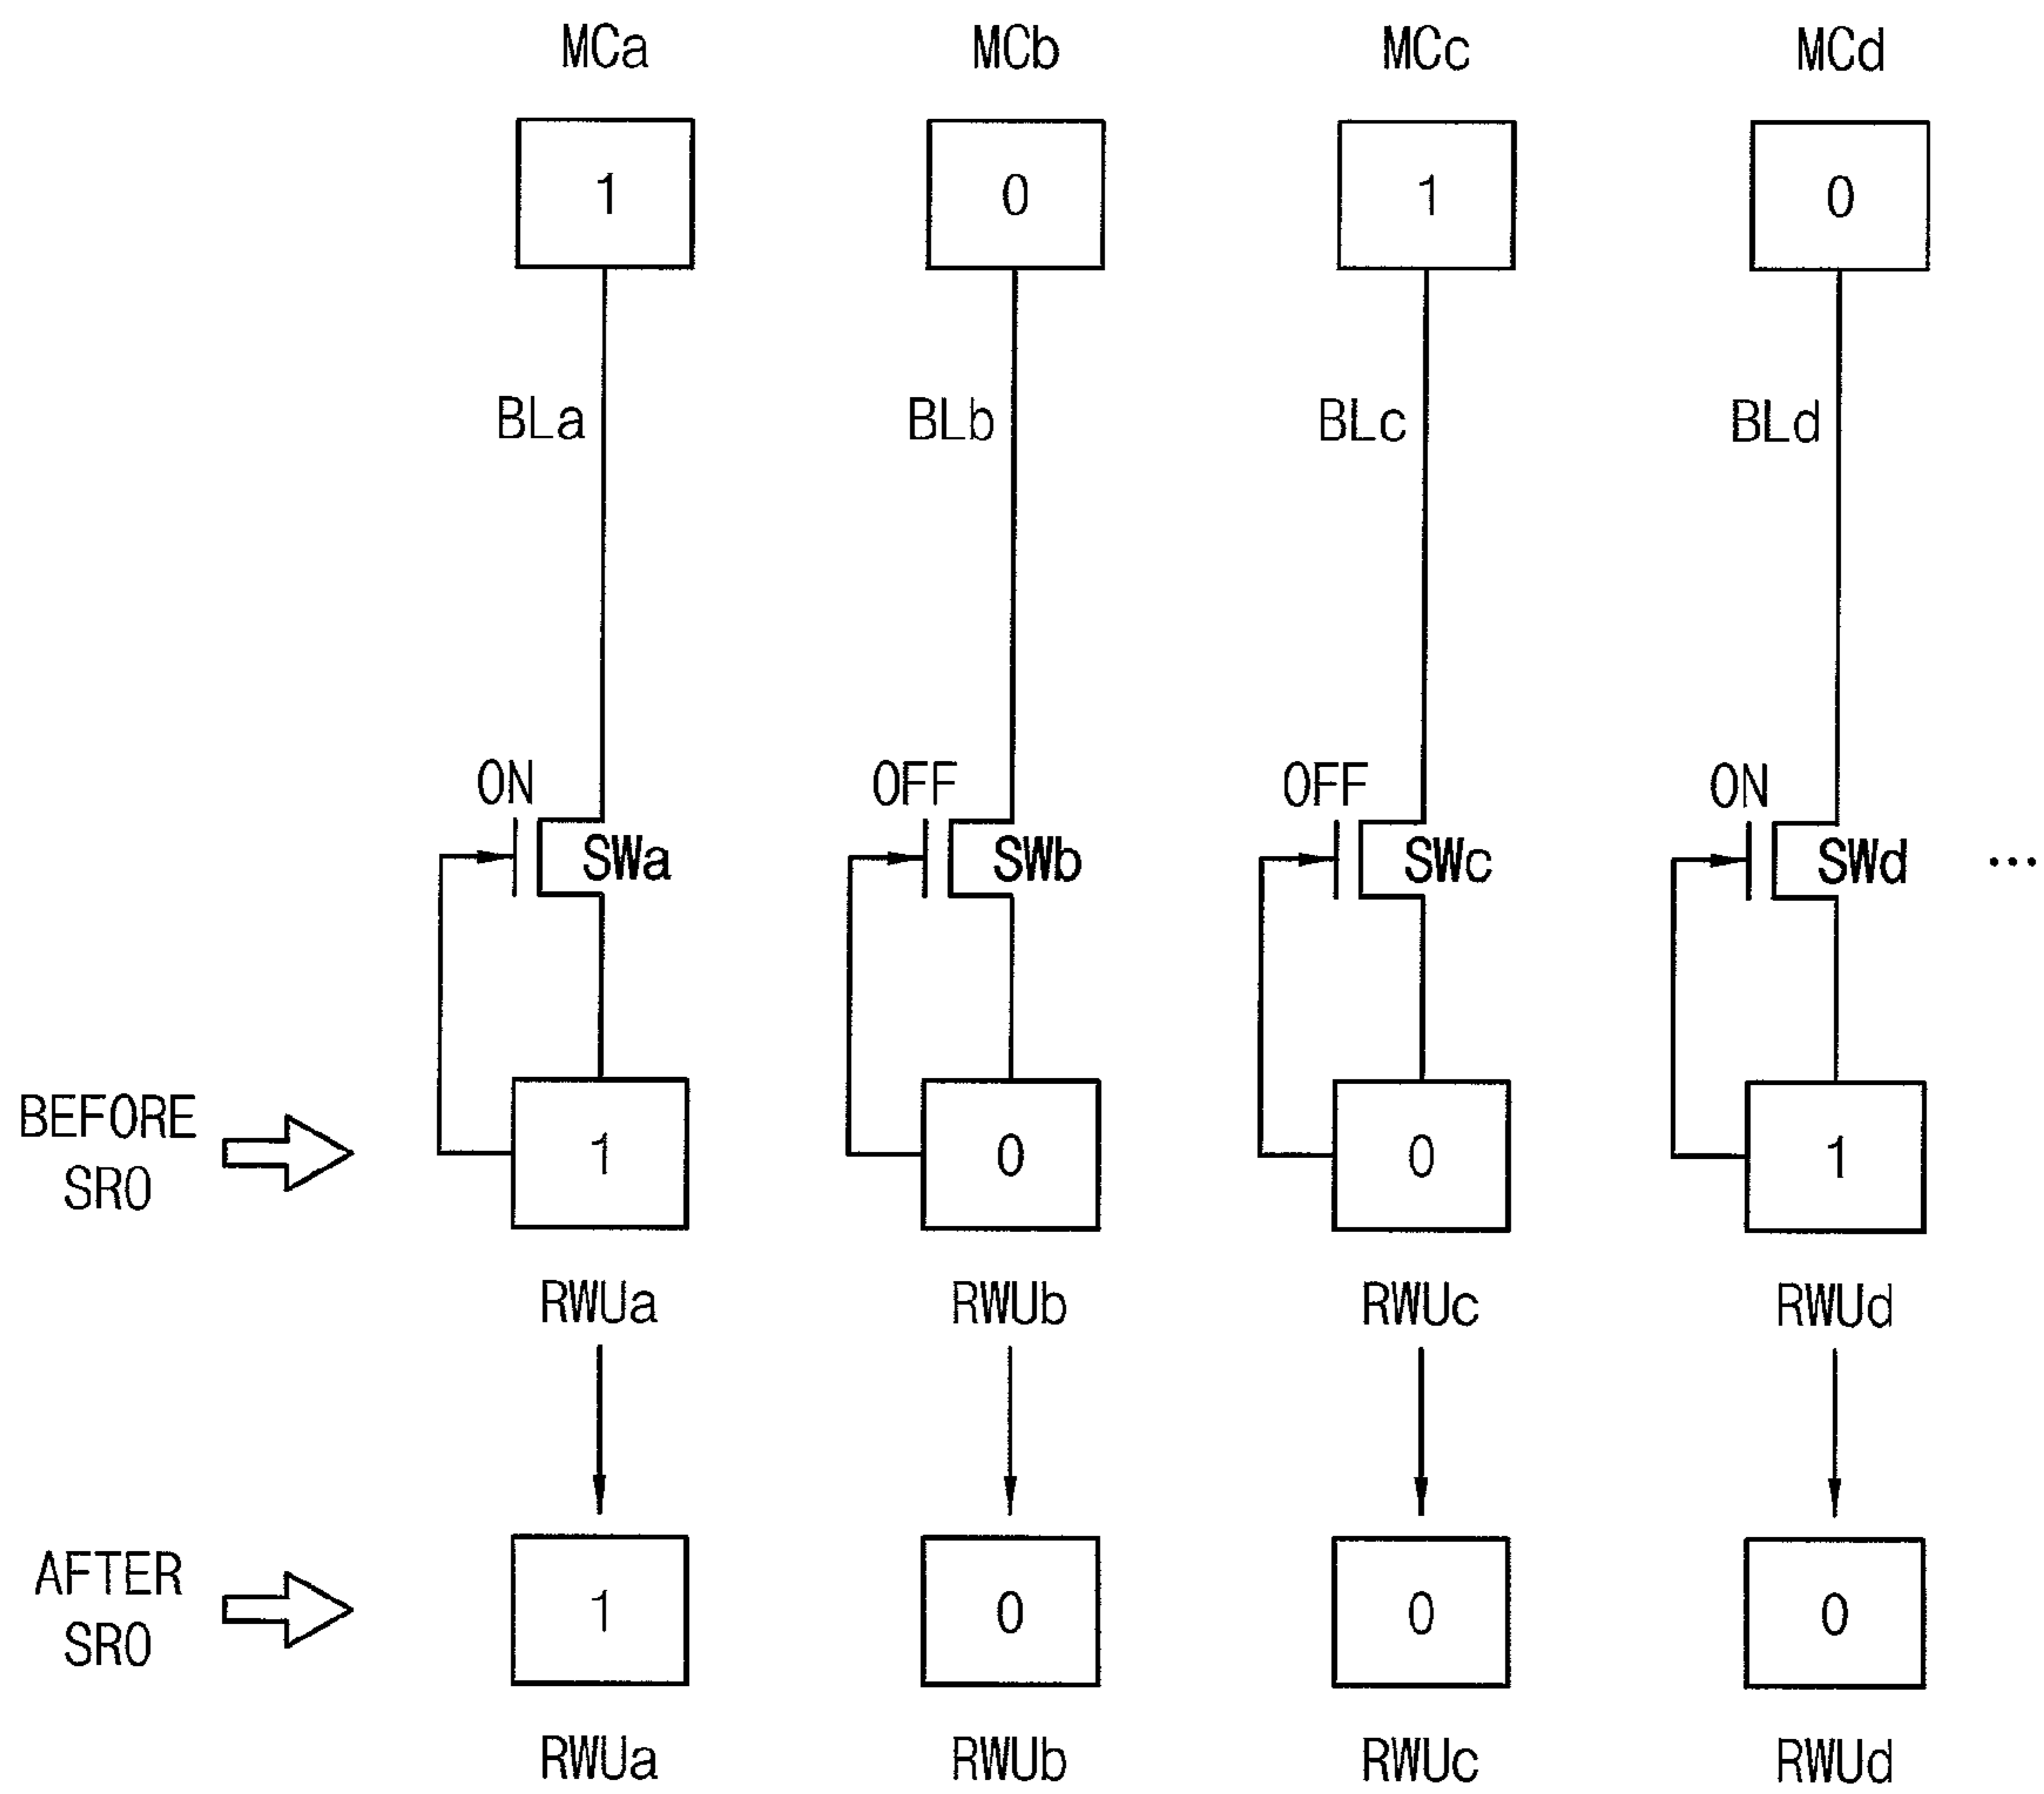 MCa MCb MCc MCd
1 0 1 0
BLa BLb BLc BLd
ON OFF OFF ON
SWa SWb SWc SWd ...
BEFORE
SRO
1 0 0 1
RWUa RWUb RWUc RWUd
AFTER
SRO
1 0 0 0
RWUa RWUb RWUc RWUd